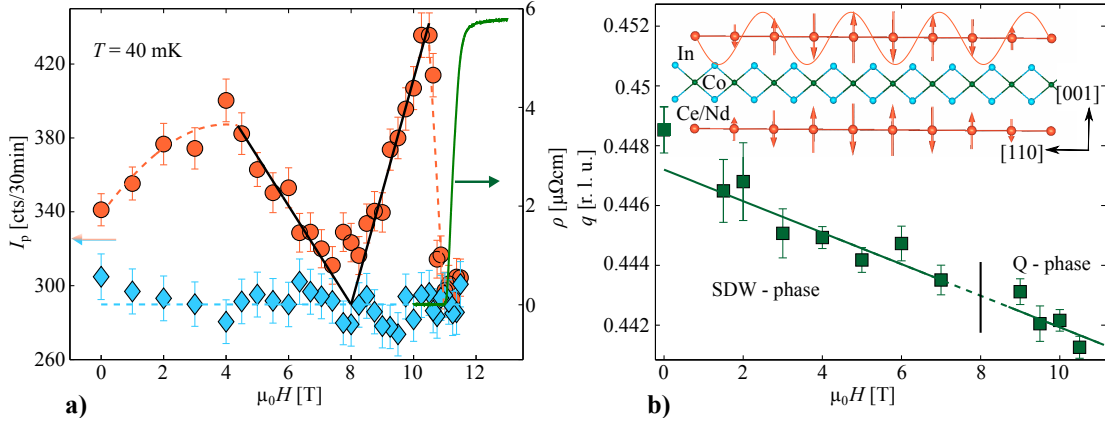 T = 40 mK
I_p [cts/30min]
420
380
340
300
260
0
2
4
6
8
10
12
μ₀H [T]
a)
6
4
2
0
ρ [μΩcm]
q [r. l. u.]
0.452
0.45
0.448
0.446
0.444
0.442
In
Co
Ce/Nd
[001]
[110]
SDW - phase
Q - phase
0
2
4
6
8
10
μ₀H [T]
b)